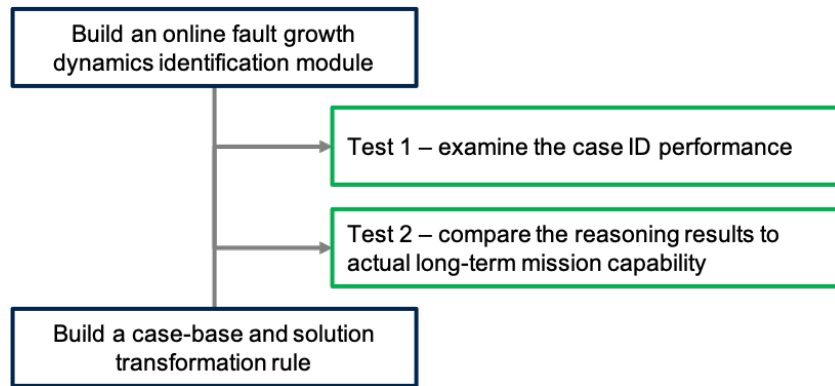 Build an online fault growth
dynamics identification module
Test 1 – examine the case ID performance
Test 2 – compare the reasoning results to
actual long-term mission capability
Build a case-base and solution
transformation rule